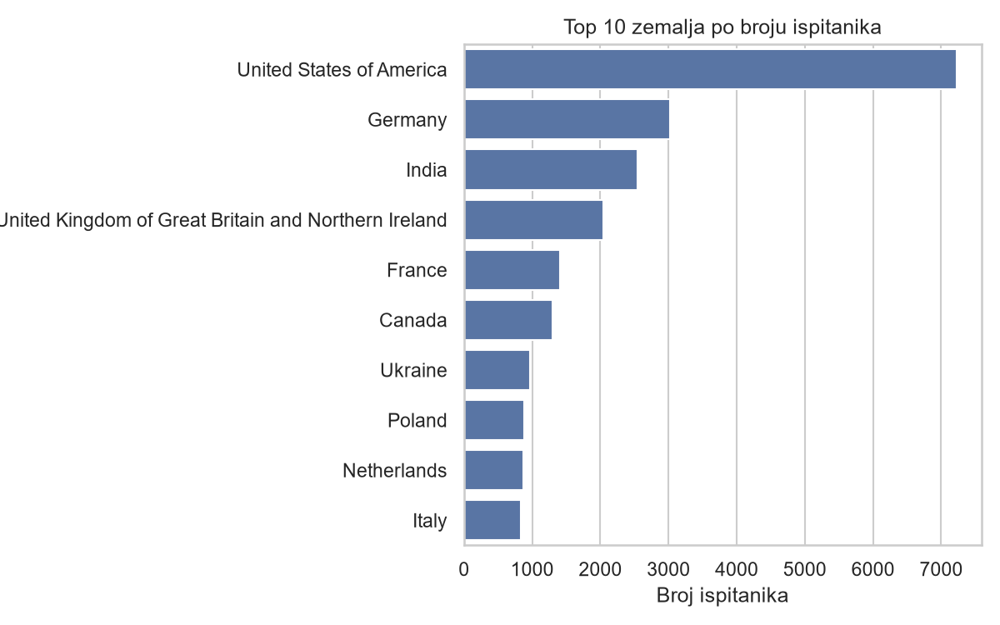 Top 10 zemalja po broju ispitanika
United States of America
Germany
India
United Kingdom of Great Britain and Northern Ireland
France
Canada
Ukraine
Poland
Netherlands
Italy
0 1000 2000 3000 4000 5000 6000 7000
Broj ispitanika